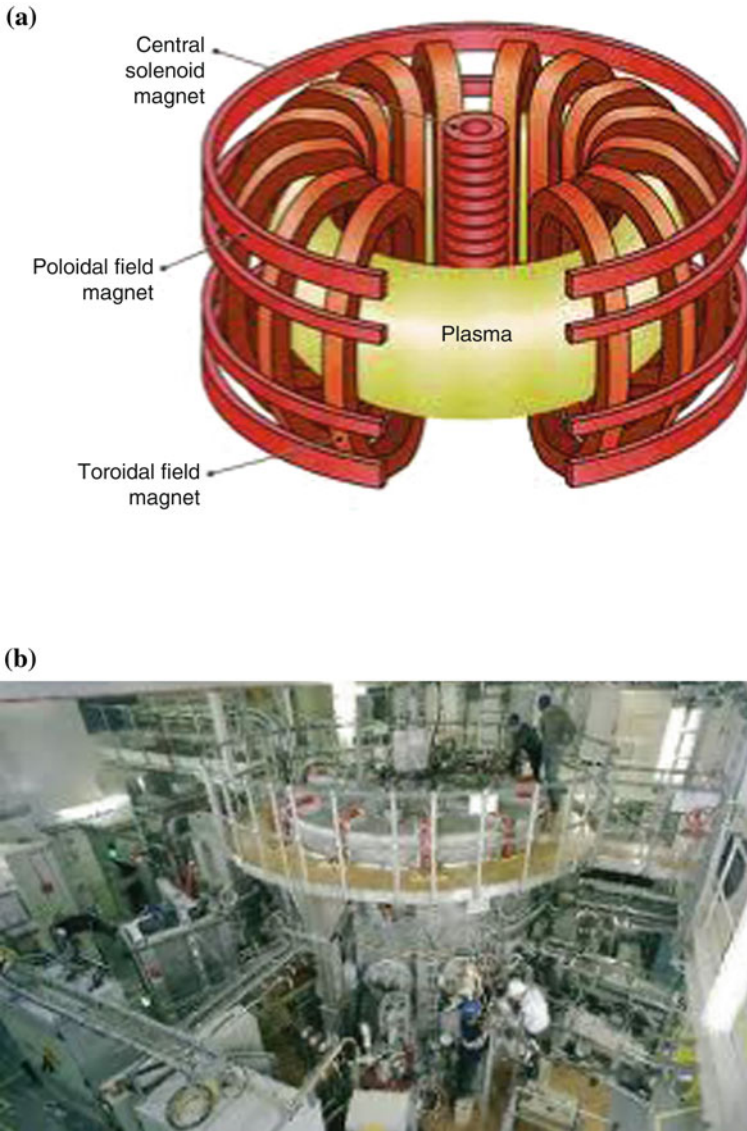 (a)
Central
solenoid
magnet
Poloidal field
magnet
Plasma
Toroidal field
magnet
(b)